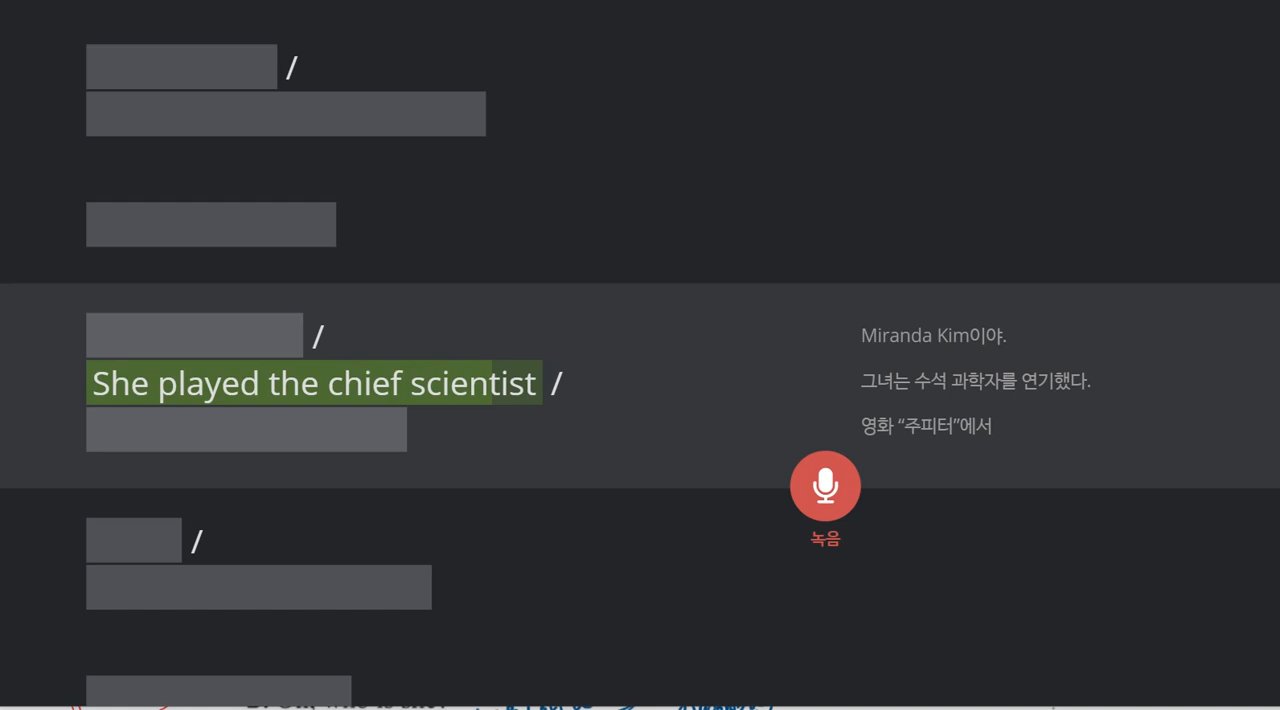 /
She played the chief scientist /
/
Miranda Kim이야.
그녀는 수석 과학자를 연기했다.
영화 “주피터”에서
녹음
/